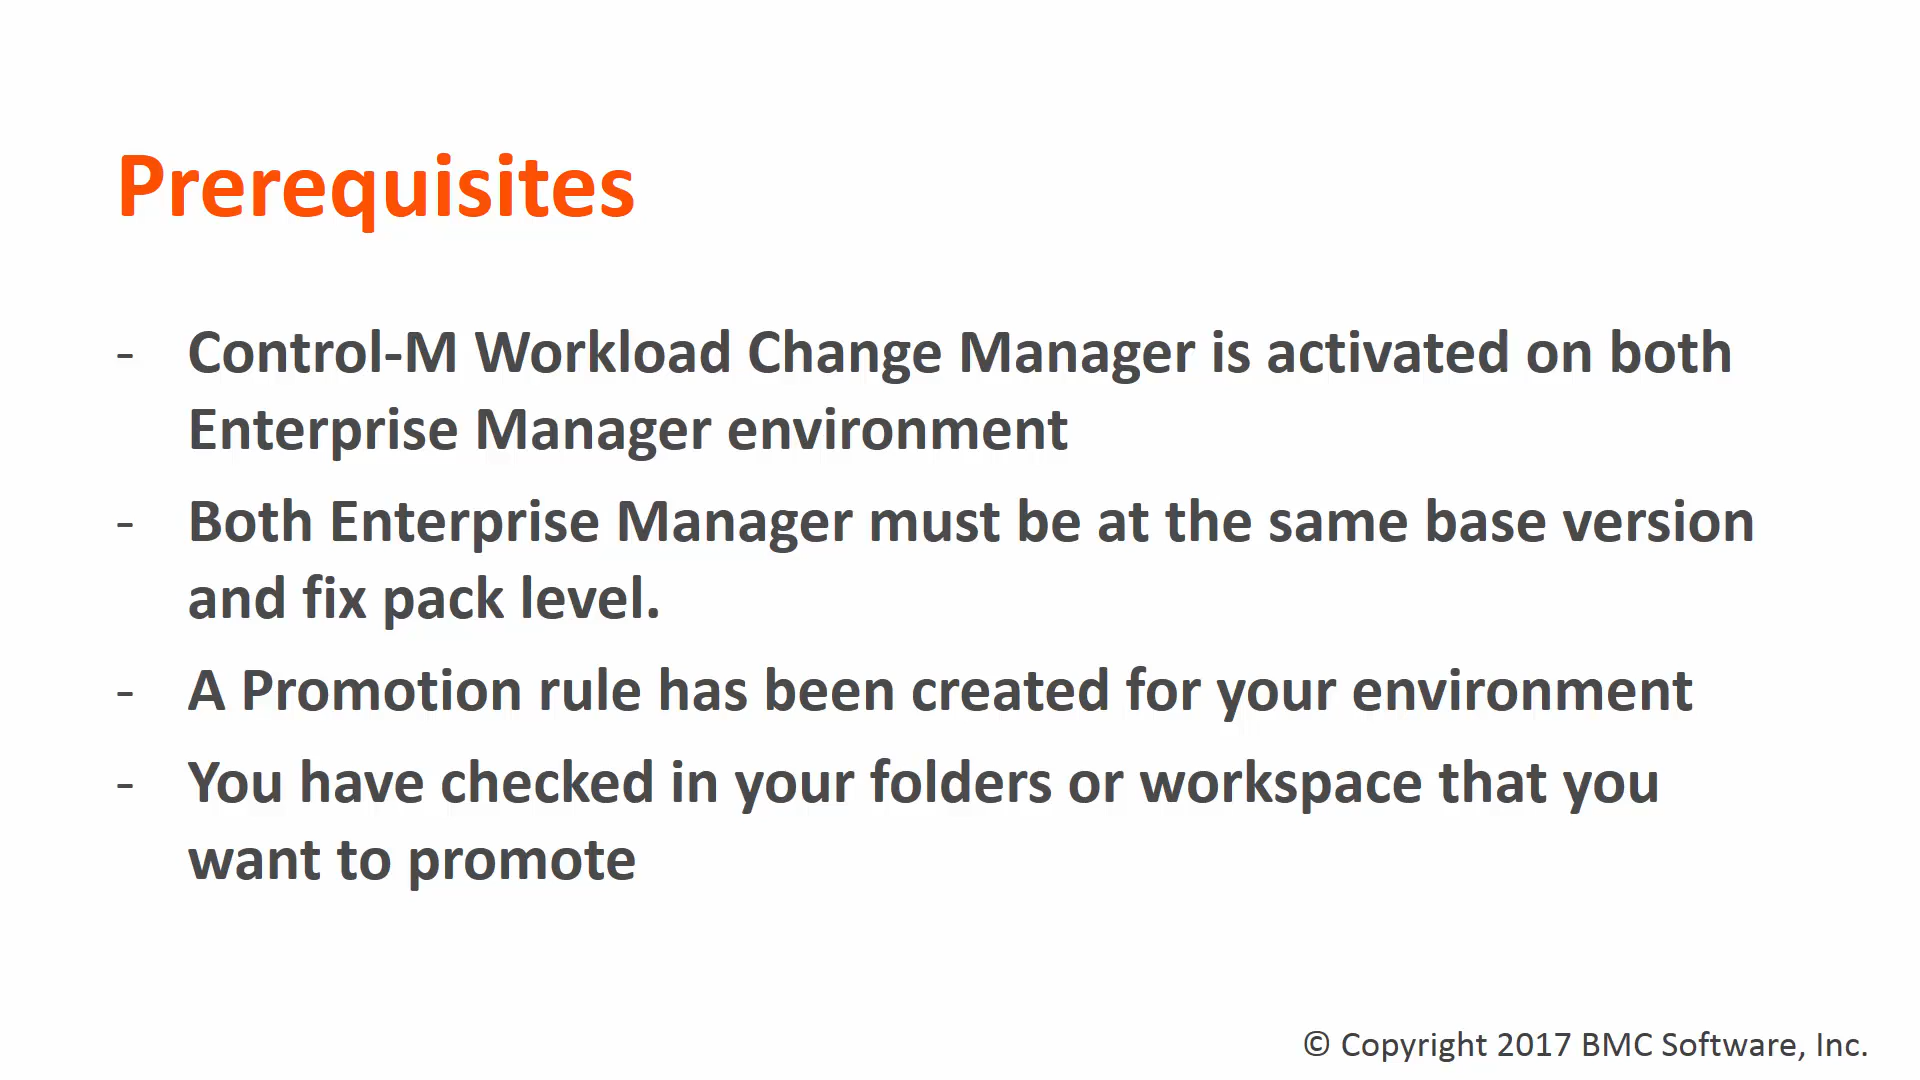 Prerequisites
- Control-M Workload Change Manager is activated on both
Enterprise Manager environment
- Both Enterprise Manager must be at the same base version
and fix pack level.
- A Promotion rule has been created for your environment
- You have checked in your folders or workspace that you
want to promote
© Copyright 2017 BMC Software, Inc.